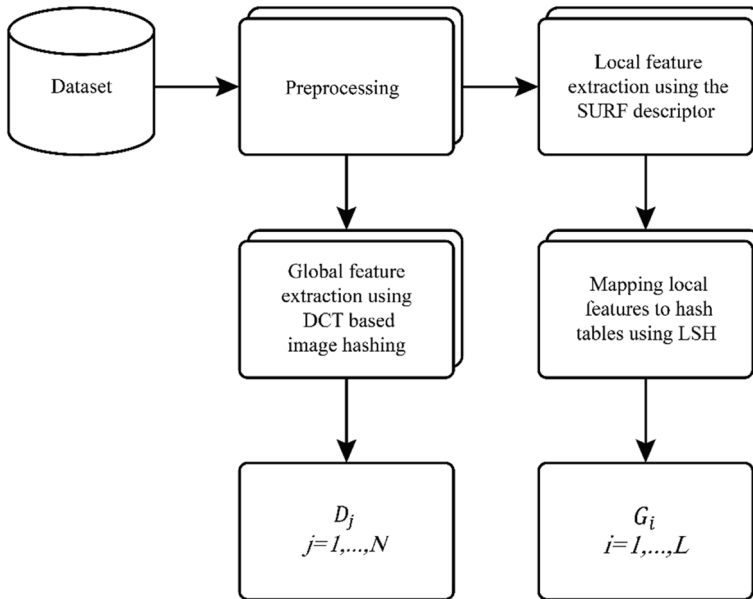 Dataset
Preprocessing
Local feature
extraction using the
SURF descriptor
Global feature
extraction using
DCT based
image hashing
Mapping local
features to hash
tables using LSH
D_j
j=1,...,N
G_i
i=1,...,L